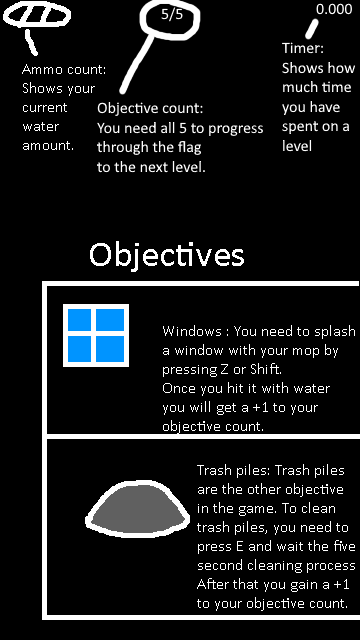 5/5
0.000
Ammo count:
Shows your
current
water
amount.
Objective count:
You need all 5 to progress
through the flag
to the next level.
Timer:
Shows how
much time
you have
spent on a
level
Objectives
Windows : You need to splash
a window with your mop by
pressing Z or Shift.
Once you hit it with water
you will get a +1 to your
objective count.
Trash piles: Trash piles
are the other objective
in the game. To clean
trash piles, you need to
press E and wait the five
second cleaning process
After that you gain a +1
to your objective count.